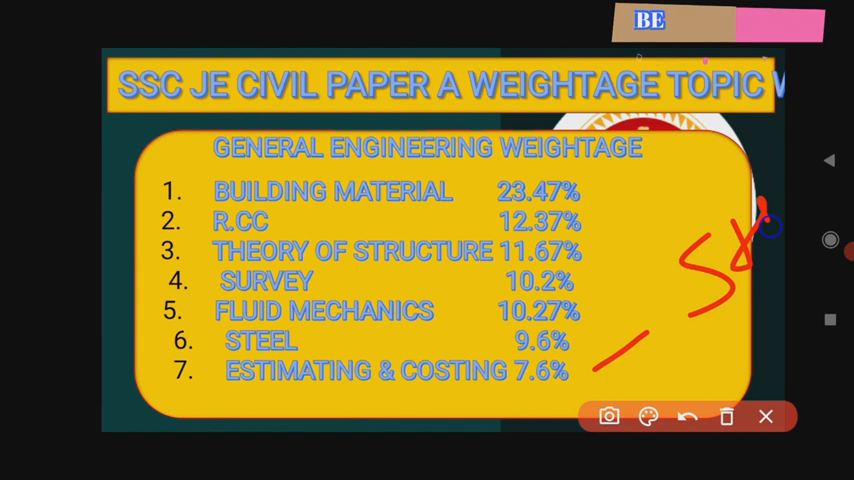 BE
SSC JE CIVIL PAPER A WEIGHTAGE TOPIC W
GENERAL ENGINEERING WEIGHTAGE
1. BUILDING MATERIAL 23.47%
2. R.CC 12.37%
3. THEORY OF STRUCTURE 11.67%
4. SURVEY 10.2%
5. FLUID MECHANICS 10.27%
6. STEEL 9.6%
7. ESTIMATING & COSTING 7.6%